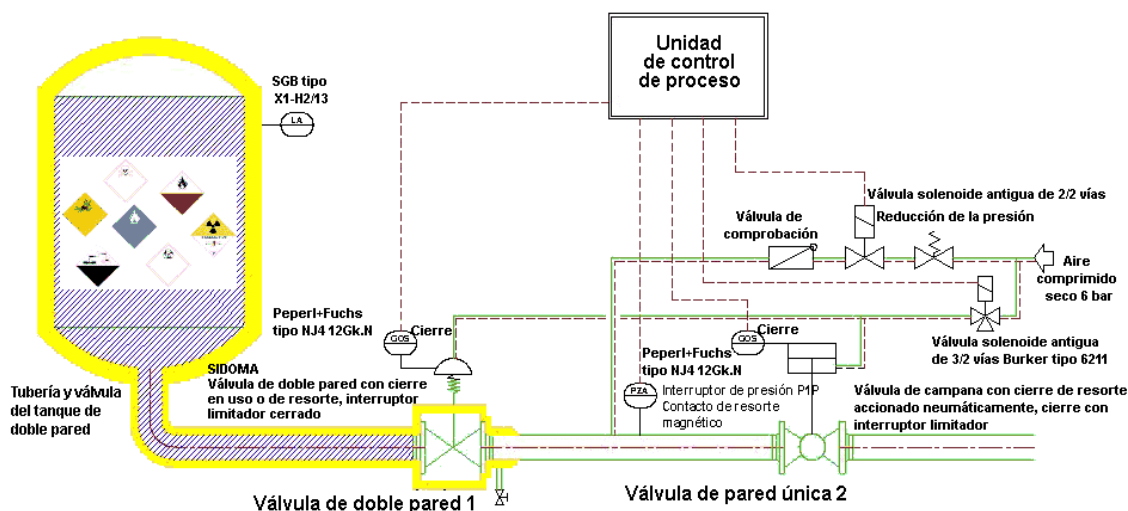 Unidad
de control
de proceso
SGB tipo
X1-H2/13
LA
Válvula solenoide antigua de 2/2 vías
Válvula de
comprobación
Reducción de la presión
Aire
comprimido
seco 6 bar
Peperl+Fuchs
tipo NJ4 12Gk.N
Cierre
GOS
GOS
Cierre
Válvula solenoide antigua
de 3/2 vías Burker tipo 6211
Peperl+Fuchs
tipo NJ4 12Gk.N
SIDOMA
Válvula de doble pared con cierre
en uso o de resorte, interruptor
limitador cerrado
Tubería y válvula
del tanque de
doble pared
PZA
Interruptor de presión P1P
Contacto de resorte
magnético
Válvula de campana con cierre de resorte
accionado neumáticamente, cierre con
interruptor limitador
Válvula de doble pared 1
Válvula de pared única 2